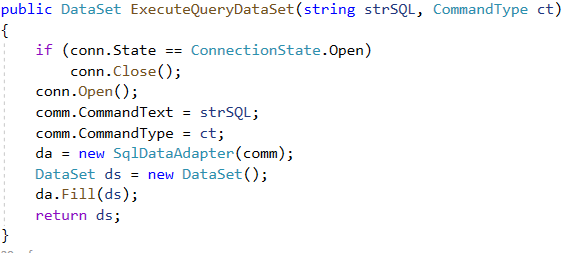 public DataSet ExecuteQueryDataSet(string strSQL, CommandType ct)
{
    if (conn.State == ConnectionState.Open)
        conn.Close();
    conn.Open();
    comm.CommandText = strSQL;
    comm.CommandType = ct;
    da = new SqlDataAdapter(comm);
    DataSet ds = new DataSet();
    da.Fill(ds);
    return ds;
}